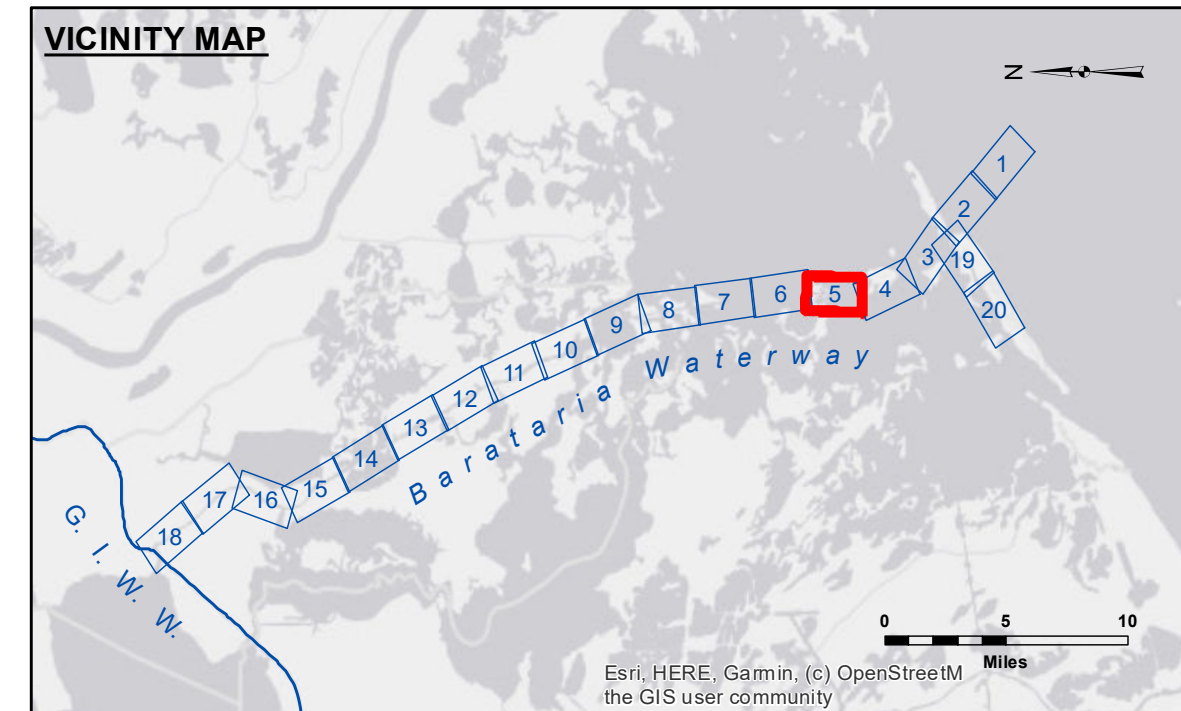 VICINITY MAP
N
1
2
3
19
4
5
20
6
7
8
9
10
11
12
13
14
15
16
17
18
Barataria Waterway
G. I. W. W.
0 5 10
Miles
Esri, HERE, Garmin, (c) OpenStreetM
the GIS user community